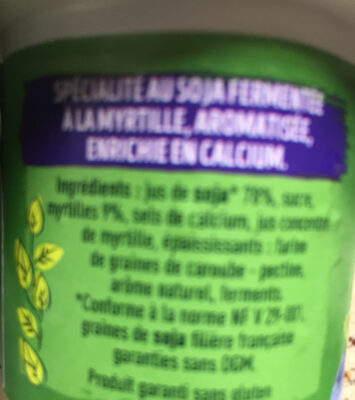 SPÉCIALITÉ AU SOJA FERMENTÉE
À LA MYRTILLE, AROMATISÉE,
ENRICHIE EN CALCIUM.
Ingrédients : jus de soja* 78%, sucre,
myrtilles 9%, sels de calcium, jus concentré
de myrtille, épaississants : farine
de graines de caroube - pectine,
arôme naturel, ferments.
*Conforme à la norme NF V 29-001,
graines de soja filière française
garanties sans OGM.
Produit garanti sans gluten